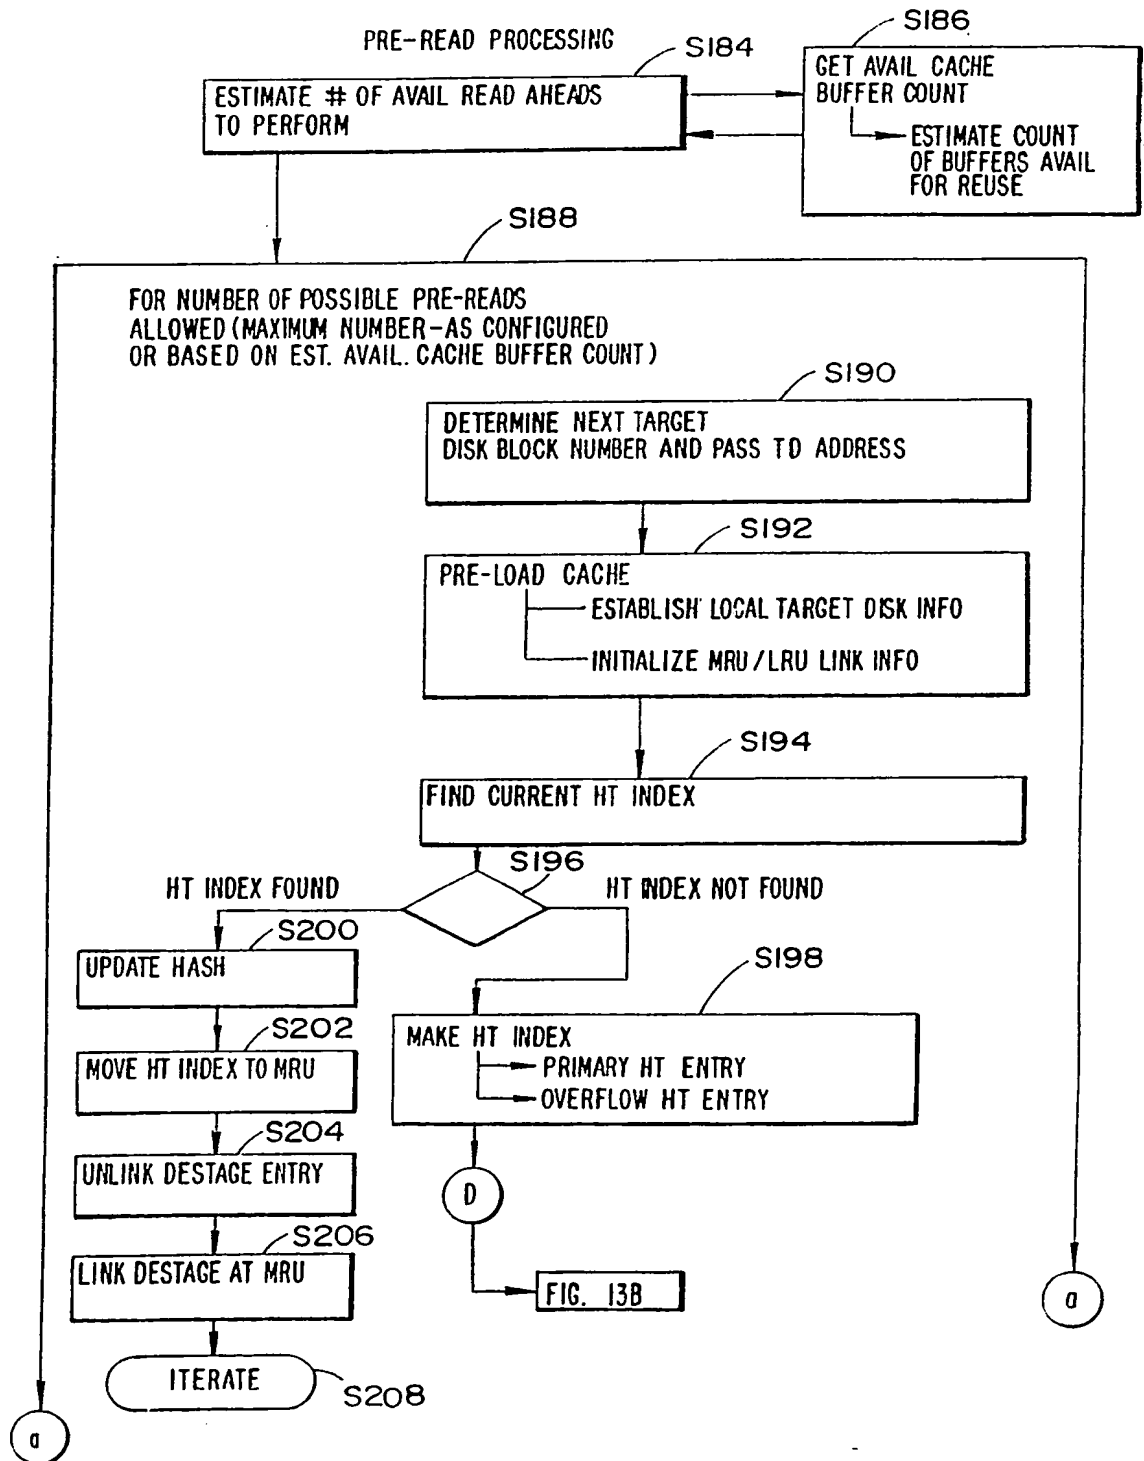 PRE-READ PROCESSING
S184
S186
ESTIMATE # OF AVAIL READ AHEADS
TO PERFORM
GET AVAIL CACHE
BUFFER COUNT
ESTIMATE COUNT
OF BUFFERS AVAIL
FOR REUSE
S188
FOR NUMBER OF POSSIBLE PRE-READS
ALLOWED (MAXIMUM NUMBER-AS CONFIGURED
OR BASED ON EST. AVAIL. CACHE BUFFER COUNT)
S190
DETERMINE NEXT TARGET
DISK BLOCK NUMBER AND PASS TO ADDRESS
S192
PRE-LOAD CACHE
ESTABLISH LOCAL TARGET DISK INFO
INITIALIZE MRU/LRU LINK INFO
S194
FIND CURRENT HT INDEX
S196
HT INDEX FOUND
HT INDEX NOT FOUND
S200
UPDATE HASH
S202
MOVE HT INDEX TO MRU
S204
UNLINK DESTAGE ENTRY
S206
LINK DESTAGE AT MRU
ITERATE
S208
S198
MAKE HT INDEX
PRIMARY HT ENTRY
OVERFLOW HT ENTRY
D
FIG. 13B
a
a